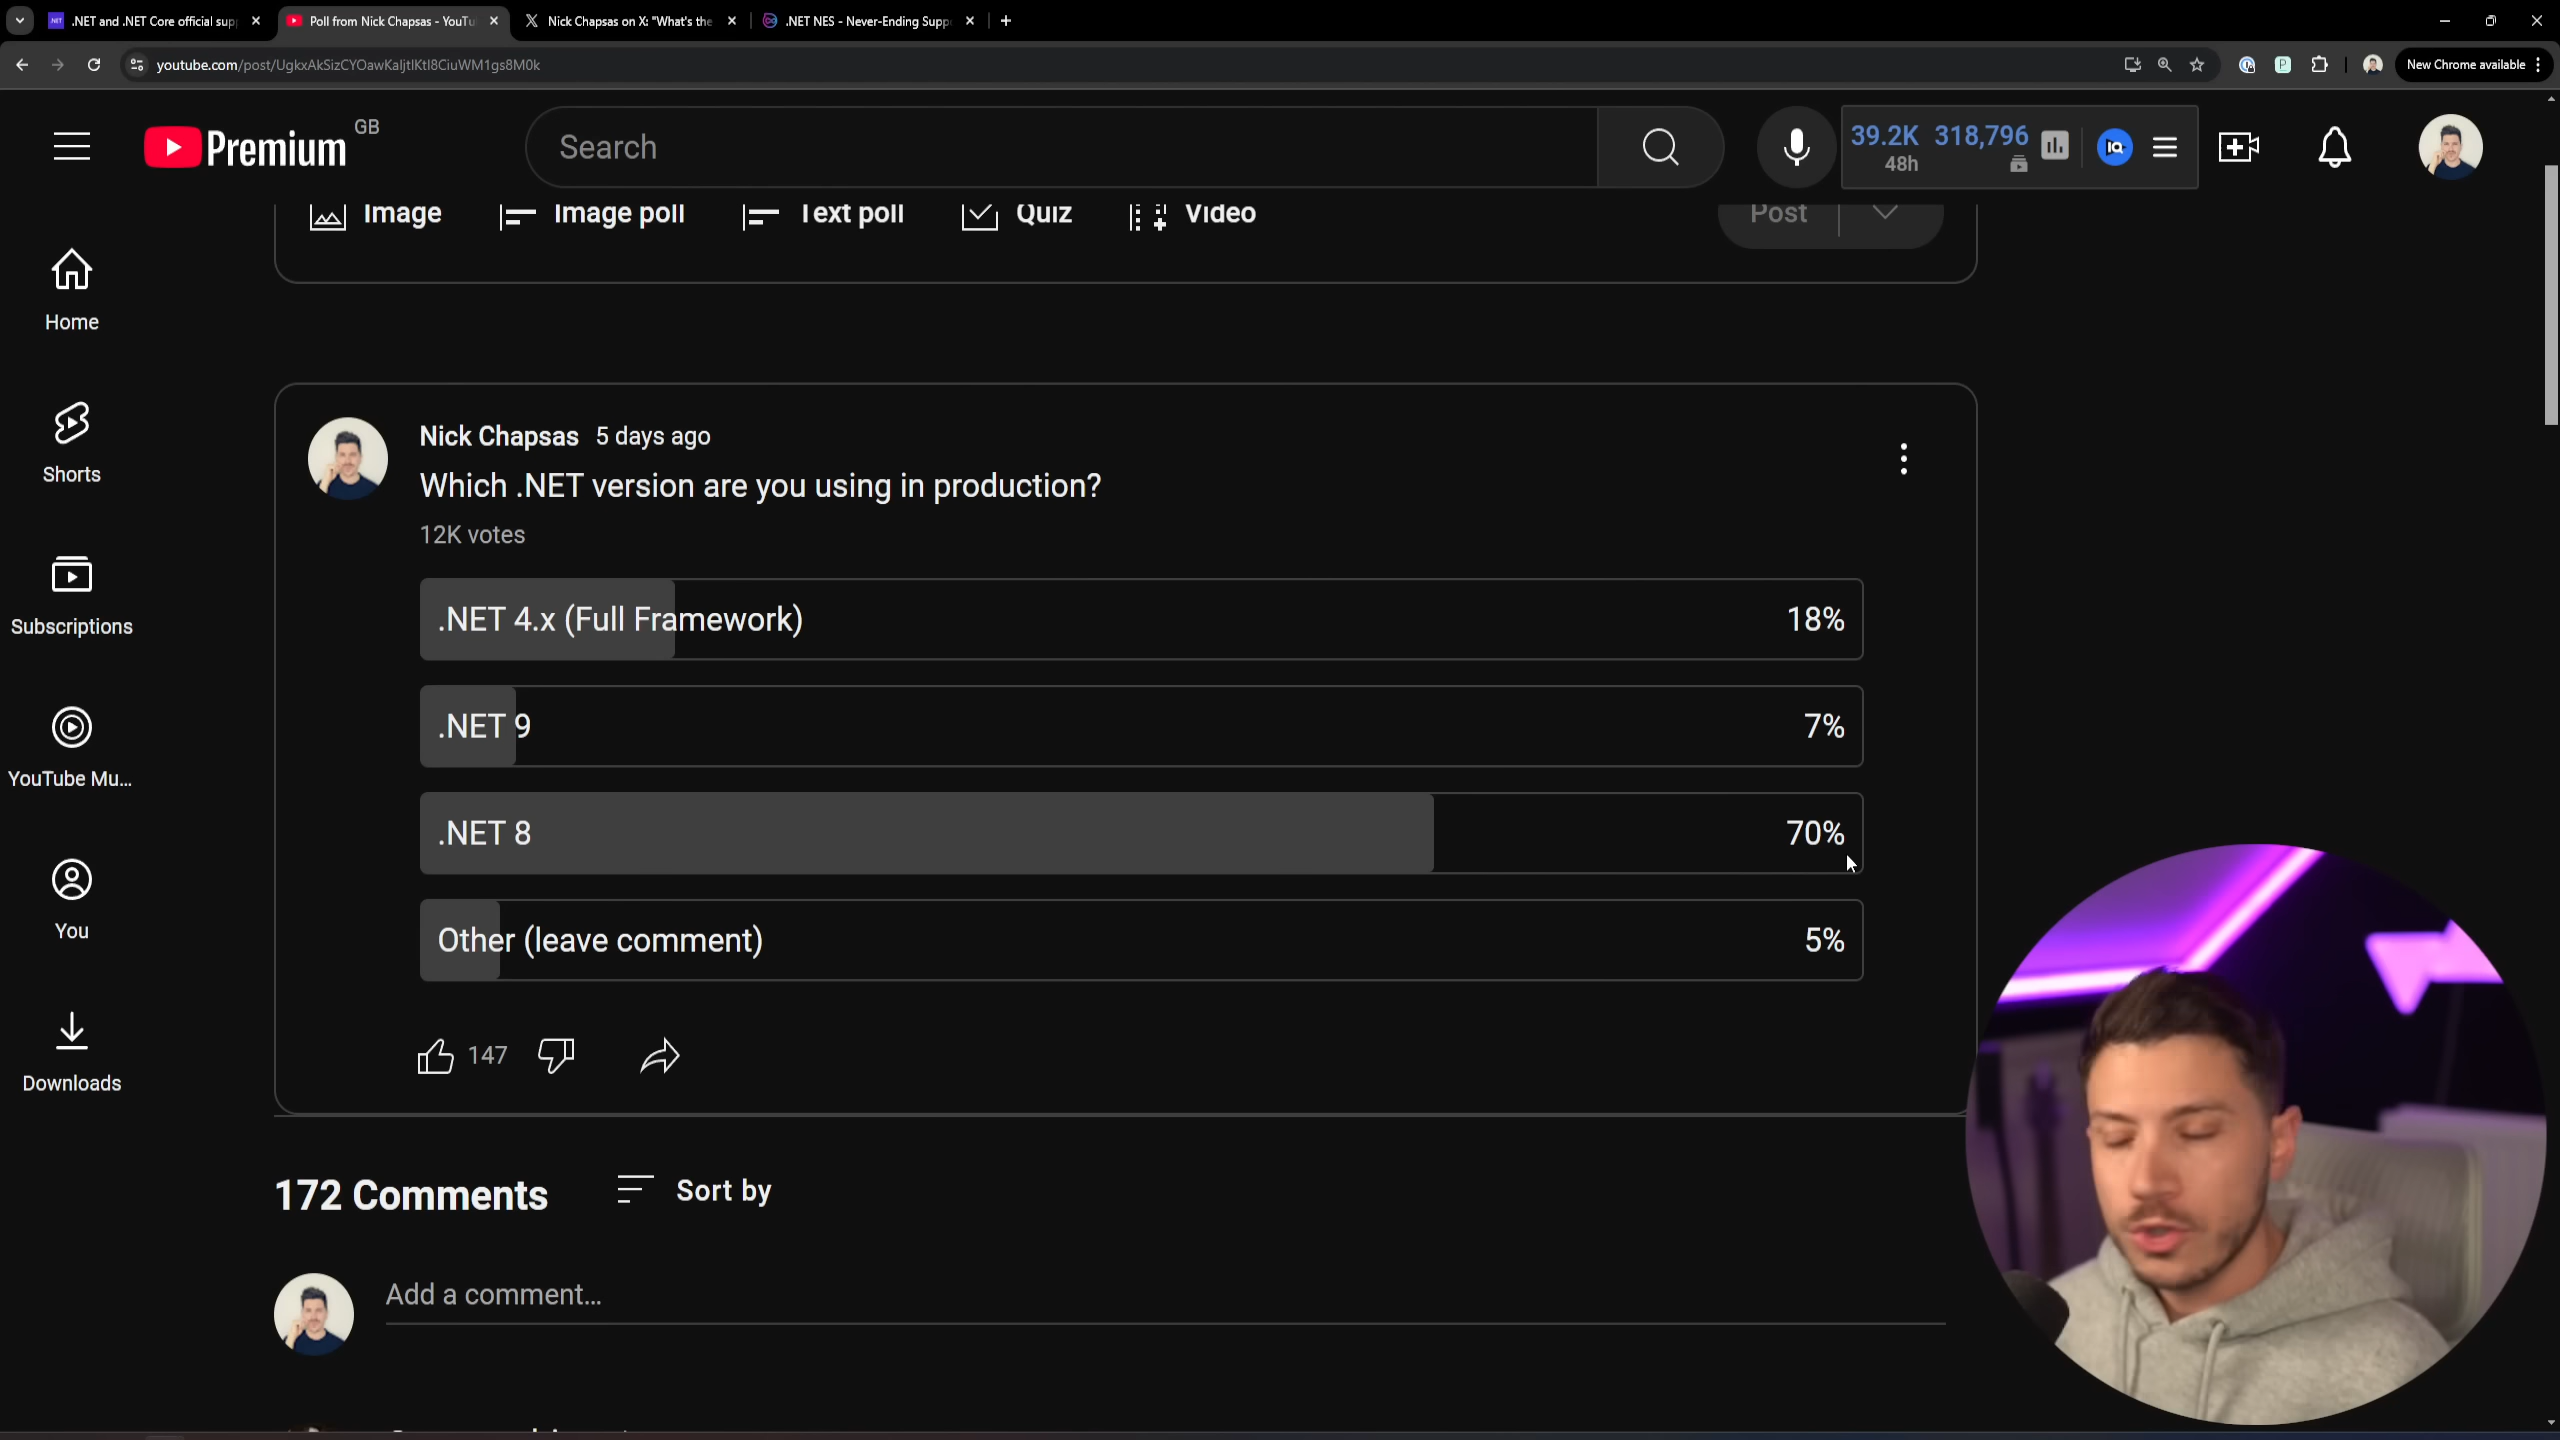 .NET and .NET Core official sup
Poll from Nick Chapsas - YouTu
Nick Chapsas on X: "What's the
.NET NES - Never-Ending Supp
youtube.com/post/UgkxAkSizCYOawKaljtlKtl8CiuWM1gs8M0k
New Chrome available
Premium
GB
Search
39.2K 318,796
48h
IQ
Image
Image poll
Text poll
Quiz
Video
Post
Home
Shorts
Subscriptions
YouTube Mu...
You
Downloads
Nick Chapsas 5 days ago
Which .NET version are you using in production?
12K votes
.NET 4.x (Full Framework) 18%
.NET 9 7%
.NET 8 70%
Other (leave comment) 5%
147
172 Comments
Sort by
Add a comment...